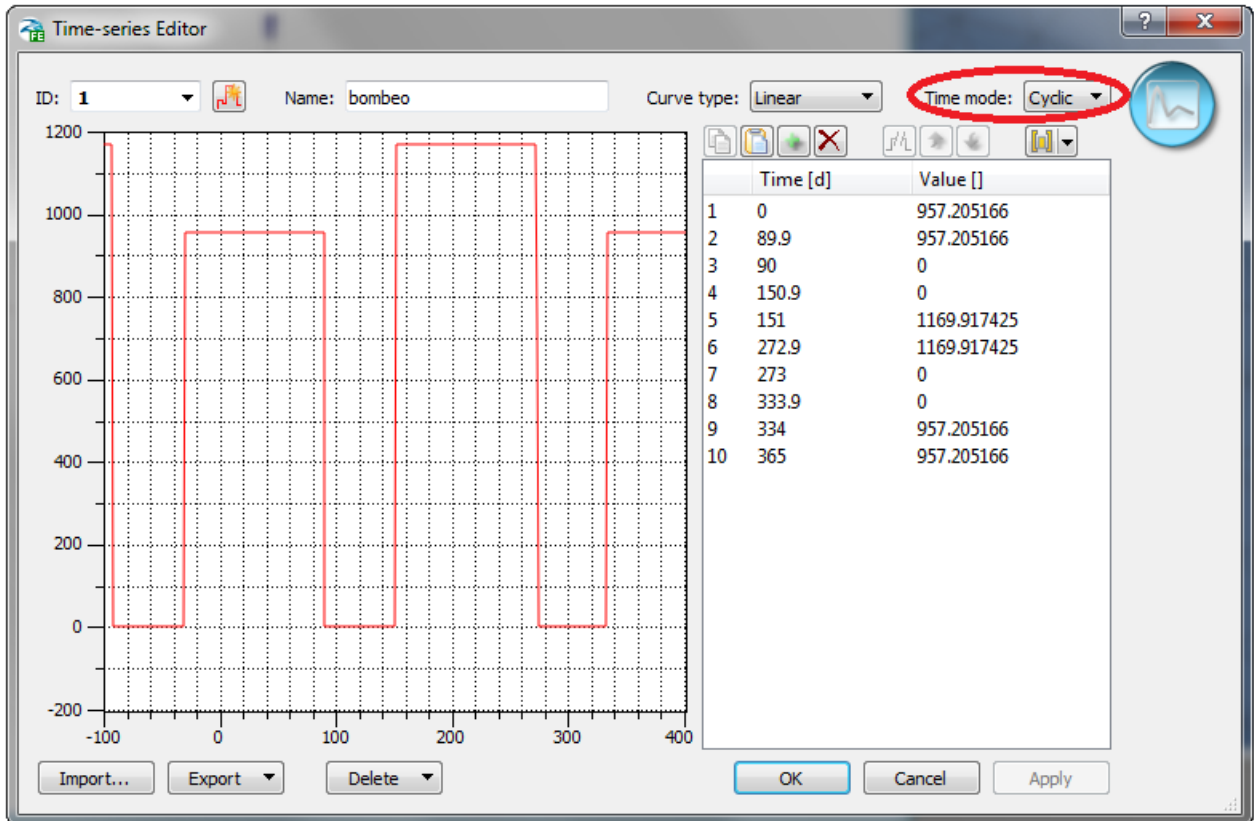 FE Time-series Editor ? X
ID: 1 Name: bombeo Curve type: Linear Time mode: Cyclic
1200
1000
800
600
400
200
0
-200
-100 0 100 200 300 400
Time [d] Value []
1 0 957.205166
2 89.9 957.205166
3 90 0
4 150.9 0
5 151 1169.917425
6 272.9 1169.917425
7 273 0
8 333.9 0
9 334 957.205166
10 365 957.205166
Import... Export Delete OK Cancel Apply